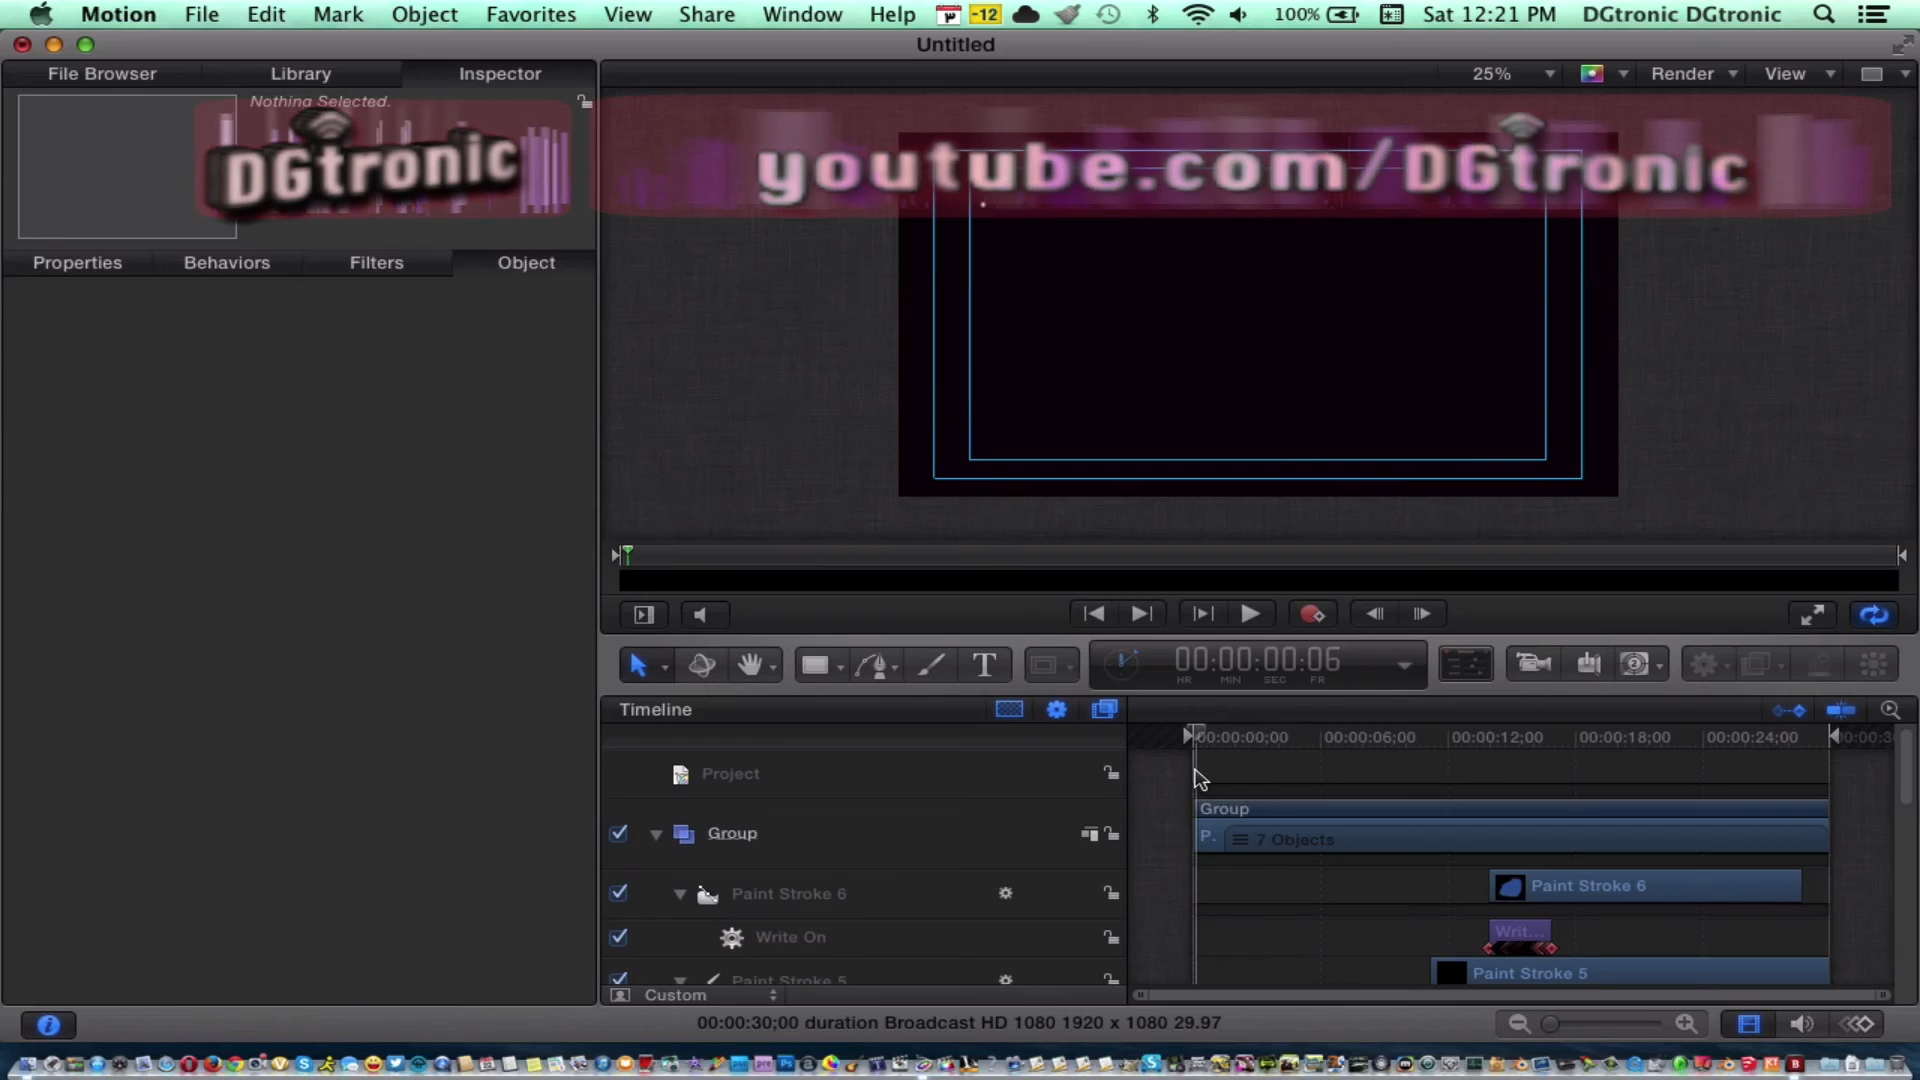 Motion File Edit Mark Object Favorites View Share Window Help -12 100% Sat 12:21 PM DGtronic DGtronic
Untitled
File Browser Library Inspector
25% Render View
Nothing Selected.
DGtronic
youtube.com/DGtronic
Properties Behaviors Filters Object
00:00:00:06
HR MIN SEC FR
Timeline
00:00:00;00 00:00:06;00 00:00:12;00 00:00:18;00 00:00:24;00
Project
Group
Group
P. 7 Objects
Paint Stroke 6
Paint Stroke 6
Write On
Writ...
Paint Stroke 5
Paint Stroke 5
Custom
00:00:30;00 duration Broadcast HD 1080 1920 x 1080 29.97